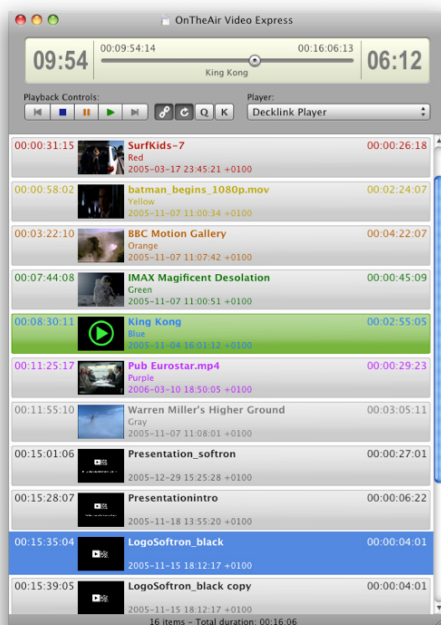 OnTheAir Video Express
09:54
00:09:54:14
00:16:06:13
King Kong
06:12
Playback Controls:
Player:
Q
K
Decklink Player
00:00:31:15
SurfKids-7
00:00:26:18
Red
2005-03-17 23:45:21 +0100
00:00:58:02
batman_begins_1080p.mov
00:02:24:07
Yellow
2005-11-07 11:00:34 +0100
00:03:22:10
BBC Motion Gallery
00:04:22:07
Orange
2005-11-07 11:07:42 +0100
00:07:44:08
IMAX Magificent Desolation
00:00:45:09
Green
2005-11-07 11:00:51 +0100
00:08:30:11
King Kong
00:02:55:05
Blue
2005-11-04 16:01:12 +0100
00:11:25:17
Pub Eurostar.mp4
00:00:29:23
Purple
2006-03-10 18:50:05 +0100
00:11:55:10
Warren Miller's Higher Ground
00:03:05:11
Gray
2005-11-07 11:08:01 +0100
00:15:01:06
Presentation_softron
00:00:27:01
2005-12-29 15:25:28 +0100
00:15:28:07
Presentationintro
00:00:06:22
2005-11-18 13:55:20 +0100
00:15:35:04
LogoSoftron_black
00:00:04:01
2005-11-15 18:12:17 +0100
00:15:39:05
LogoSoftron_black copy
00:00:04:01
2005-11-15 18:12:17 +0100
16 items - Total duration: 00:16:06